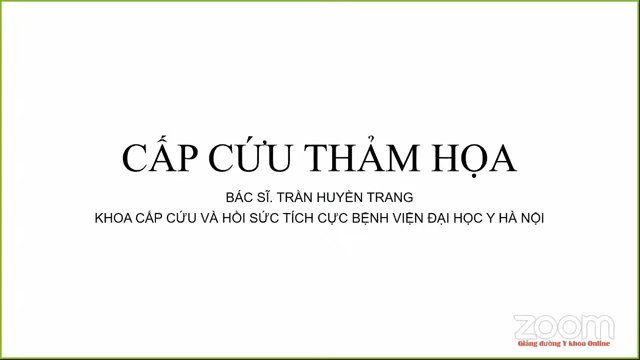 CẤP CỨU THẢM HỌA
BÁC SĨ. TRẦN HUYỀN TRANG
KHOA CẤP CỨU VÀ HỒI SỨC TÍCH CỰC BỆNH VIỆN ĐẠI HỌC Y HÀ NỘI
zoom
Giảng đường Y khoa Online